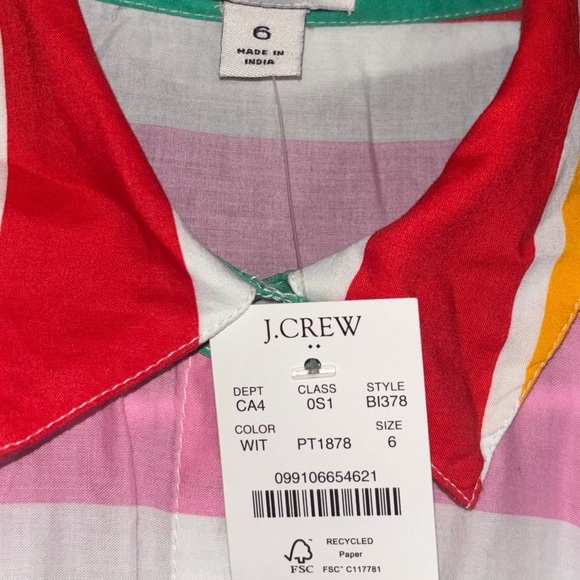 6
MADE IN
INDIA
J.CREW
DEPT CLASS STYLE
CA4 0S1 BI378
COLOR SIZE
WIT PT1878 6
099106654621
RECYCLED
Paper
FSC FSC™ C117781